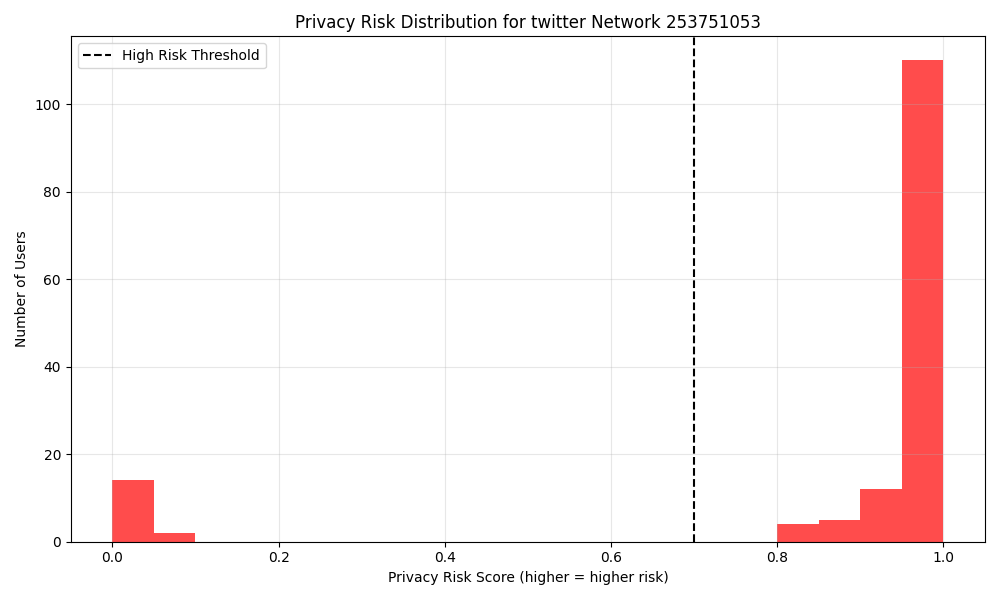 Privacy Risk Distribution for twitter Network 253751053
High Risk Threshold
Number of Users
100
80
60
40
20
0
0.0 0.2 0.4 0.6 0.8 1.0
Privacy Risk Score (higher = higher risk)